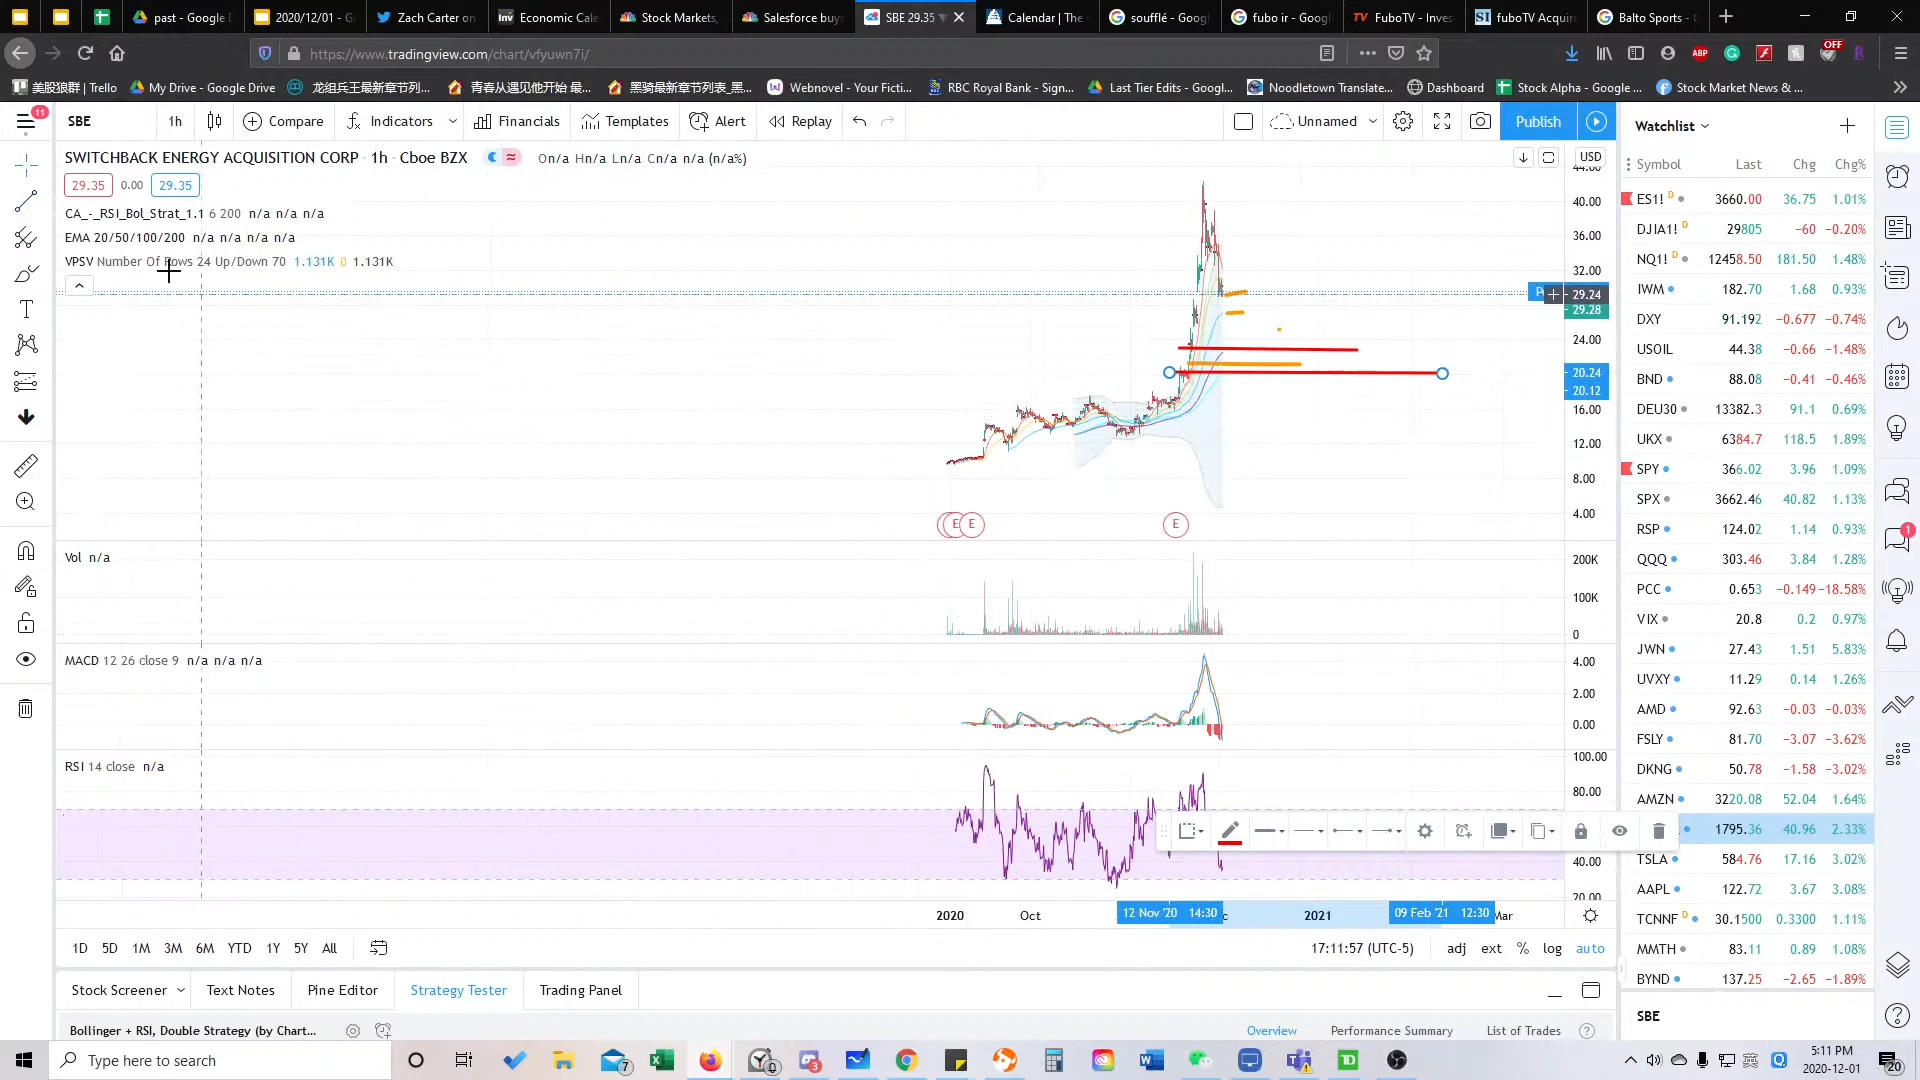 past - Google D
2020/12/01 - G
Zach Carter on
Economic Cale
Stock Markets,
Salesforce buys
SBE 29.35
Calendar | The
soufflé - Googl
fubo ir - Google
FuboTV - Inves
fuboTV Acquire
Balto Sports - G
https://www.tradingview.com/chart/vfyuwn7i/
OFF
美股狼群 | Trello
My Drive - Google Drive
龙组兵王最新章节列...
青春从遇见他开始 最...
黑骑最新章节列表_黑...
Webnovel - Your Ficti...
RBC Royal Bank - Sign...
Last Tier Edits - Googl...
Noodletown Translate...
Dashboard
Stock Alpha - Google ...
Stock Market News & ...
11
SBE
1h
Compare
Indicators
Financials
Templates
Alert
Replay
Unnamed
Publish
Watchlist
SWITCHBACK ENERGY ACQUISITION CORP · 1h · Cboe BZX
On/a Hn/a Ln/a Cn/a n/a (n/a%)
USD
29.35 0.00 29.35
CA_-_RSI_Bol_Strat_1.1 6 200 n/a n/a n/a
EMA 20/50/100/200 n/a n/a n/a n/a
VPSV Number Of Rows 24 Up/Down 70 1.131K 0 1.131K
44.00
40.00
36.00
32.00
29.24
29.28
24.00
20.24
20.12
16.00
12.00
8.00
4.00
E E
E
Vol n/a
200K
100K
0
MACD 12 26 close 9 n/a n/a n/a
4.00
2.00
0.00
RSI 14 close n/a
100.00
80.00
40.00
20.00
2020 Oct 12 Nov '20 14:30 2021 09 Feb '21 12:30 Mar
1D 5D 1M 3M 6M YTD 1Y 5Y All
17:11:57 (UTC-5) adj ext % log auto
Stock Screener Text Notes Pine Editor Strategy Tester Trading Panel
Bollinger + RSI, Double Strategy (by Chart...
Overview Performance Summary List of Trades
Symbol Last Chg Chg%
ES1! D 3660.00 36.75 1.01%
DJIA1! D 29805 −60 −0.20%
NQ1! D 12458.50 181.50 1.48%
IWM 182.70 1.68 0.93%
DXY 91.192 −0.677 −0.74%
USOIL 44.38 −0.66 −1.48%
BND 88.08 −0.41 −0.46%
DEU30 13382.3 91.1 0.69%
UKX 6384.7 118.5 1.89%
SPY 366.02 3.96 1.09%
SPX 3662.46 40.82 1.13%
RSP 124.02 1.14 0.93%
QQQ 303.46 3.84 1.28%
PCC 0.653 −0.149 −18.58%
VIX 20.8 0.2 0.97%
JWN 27.43 1.51 5.83%
UVXY 11.29 0.14 1.26%
AMD 92.63 −0.03 −0.03%
FSLY 81.70 −3.07 −3.62%
DKNG 50.78 −1.58 −3.02%
AMZN 3220.08 52.04 1.64%
1795.36 40.96 2.33%
TSLA 584.76 17.16 3.02%
AAPL 122.72 3.67 3.08%
TCNNF D 30.1500 0.3300 1.11%
MMTH 83.11 0.89 1.08%
BYND 137.25 −2.65 −1.89%
SBE
1
Type here to search
7
3
英
5:11 PM
2020-12-01
20